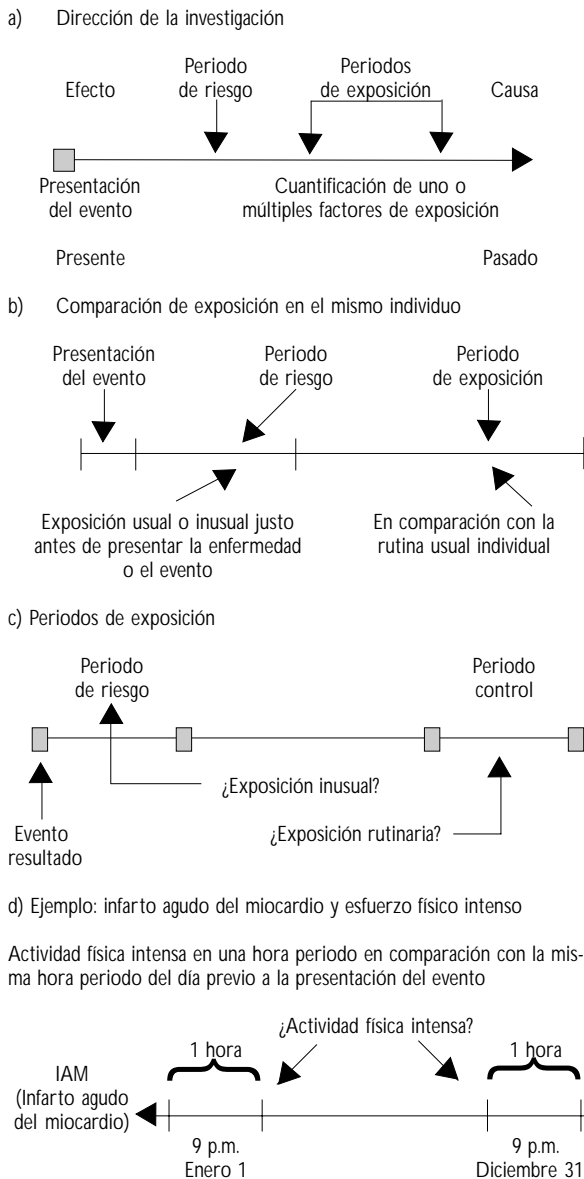 a) Dirección de la investigación
Efecto
Periodo
de riesgo
Periodos
de exposición
Causa
Presentación
del evento
Cuantificación de uno o
múltiples factores de exposición
Presente
Pasado
b) Comparación de exposición en el mismo individuo
Presentación
del evento
Periodo
de riesgo
Periodo
de exposición
Exposición usual o inusual justo
antes de presentar la enfermedad
o el evento
En comparación con la
rutina usual individual
c) Periodos de exposición
Periodo
de riesgo
Periodo
control
¿Exposición inusual?
Evento
resultado
¿Exposición rutinaria?
d) Ejemplo: infarto agudo del miocardio y esfuerzo físico intenso
Actividad física intensa en una hora periodo en comparación con la mis-
ma hora periodo del día previo a la presentación del evento
¿Actividad física intensa?
1 hora
1 hora
IAM
(Infarto agudo
del miocardio)
9 p.m.
Enero 1
9 p.m.
Diciembre 31